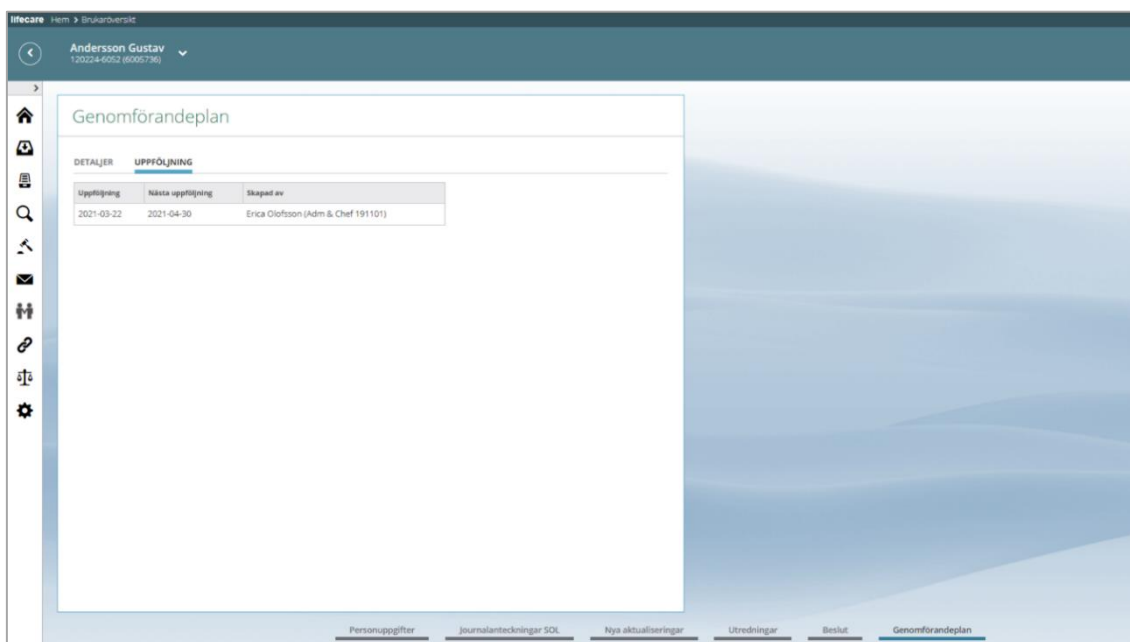 lifecare Hem > Brukaröversikt
Andersson Gustav
120224-6052 (6005736)
Genomförandeplan
DETALJER UPPFÖLJNING
Uppföljning Nästa uppföljning Skapad av
2021-03-22 2021-04-30 Erica Olofsson (Adm & Chef 191101)
Personuppgifter Journalanteckningar SOL Nya aktualiseringar Utredningar Beslut Genomförandeplan